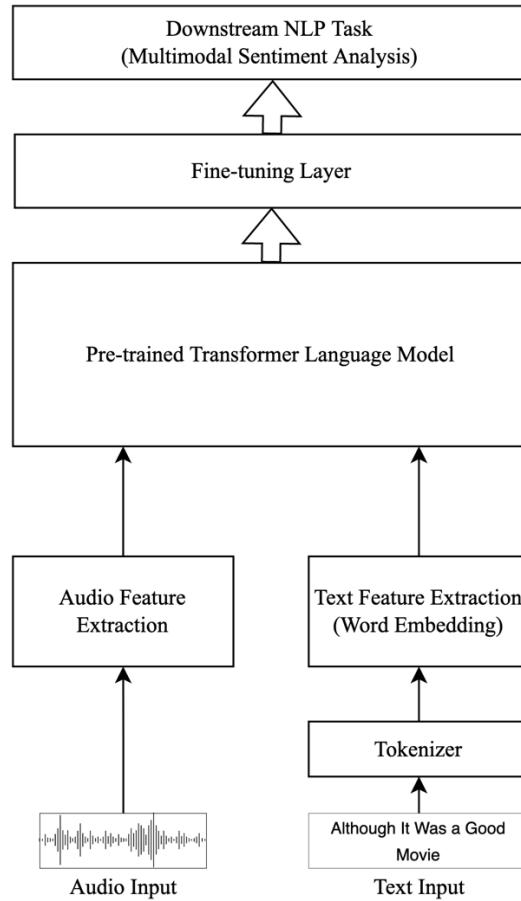 Downstream NLP Task
(Multimodal Sentiment Analysis)
Fine-tuning Layer
Pre-trained Transformer Language Model
Audio Feature
Extraction
Text Feature Extraction
(Word Embedding)
Tokenizer
Although It Was a Good
Movie
Audio Input
Text Input